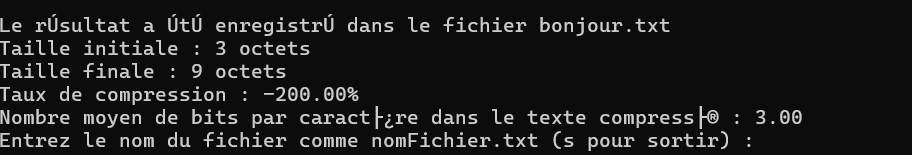 Le rÚsultat a ÚtÚ enregistrÚ dans le fichier bonjour.txt
Taille initiale : 3 octets
Taille finale : 9 octets
Taux de compression : -200.00%
Nombre moyen de bits par caract├¿re dans le texte compress├® : 3.00
Entrez le nom du fichier comme nomFichier.txt (s pour sortir) :